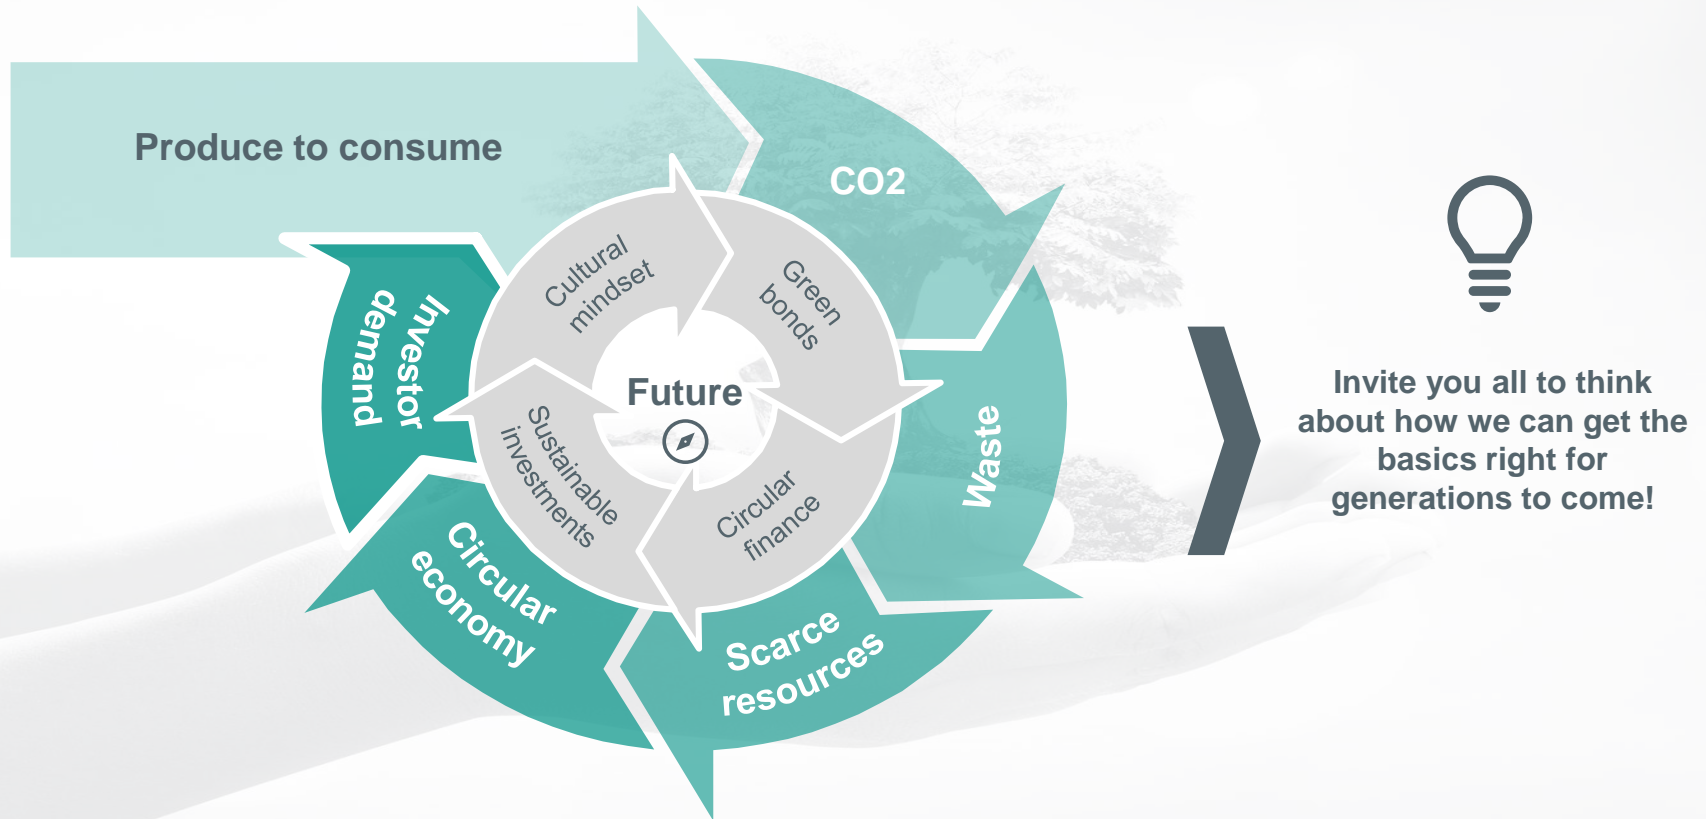 Produce to consume
CO2
Waste
Scarce
resources
Circular
economy
Investor
demand
Cultural
mindset
Green
bonds
Circular
finance
Sustainable
investments
Future
Invite you all to think
about how we can get the
basics right for
generations to come!